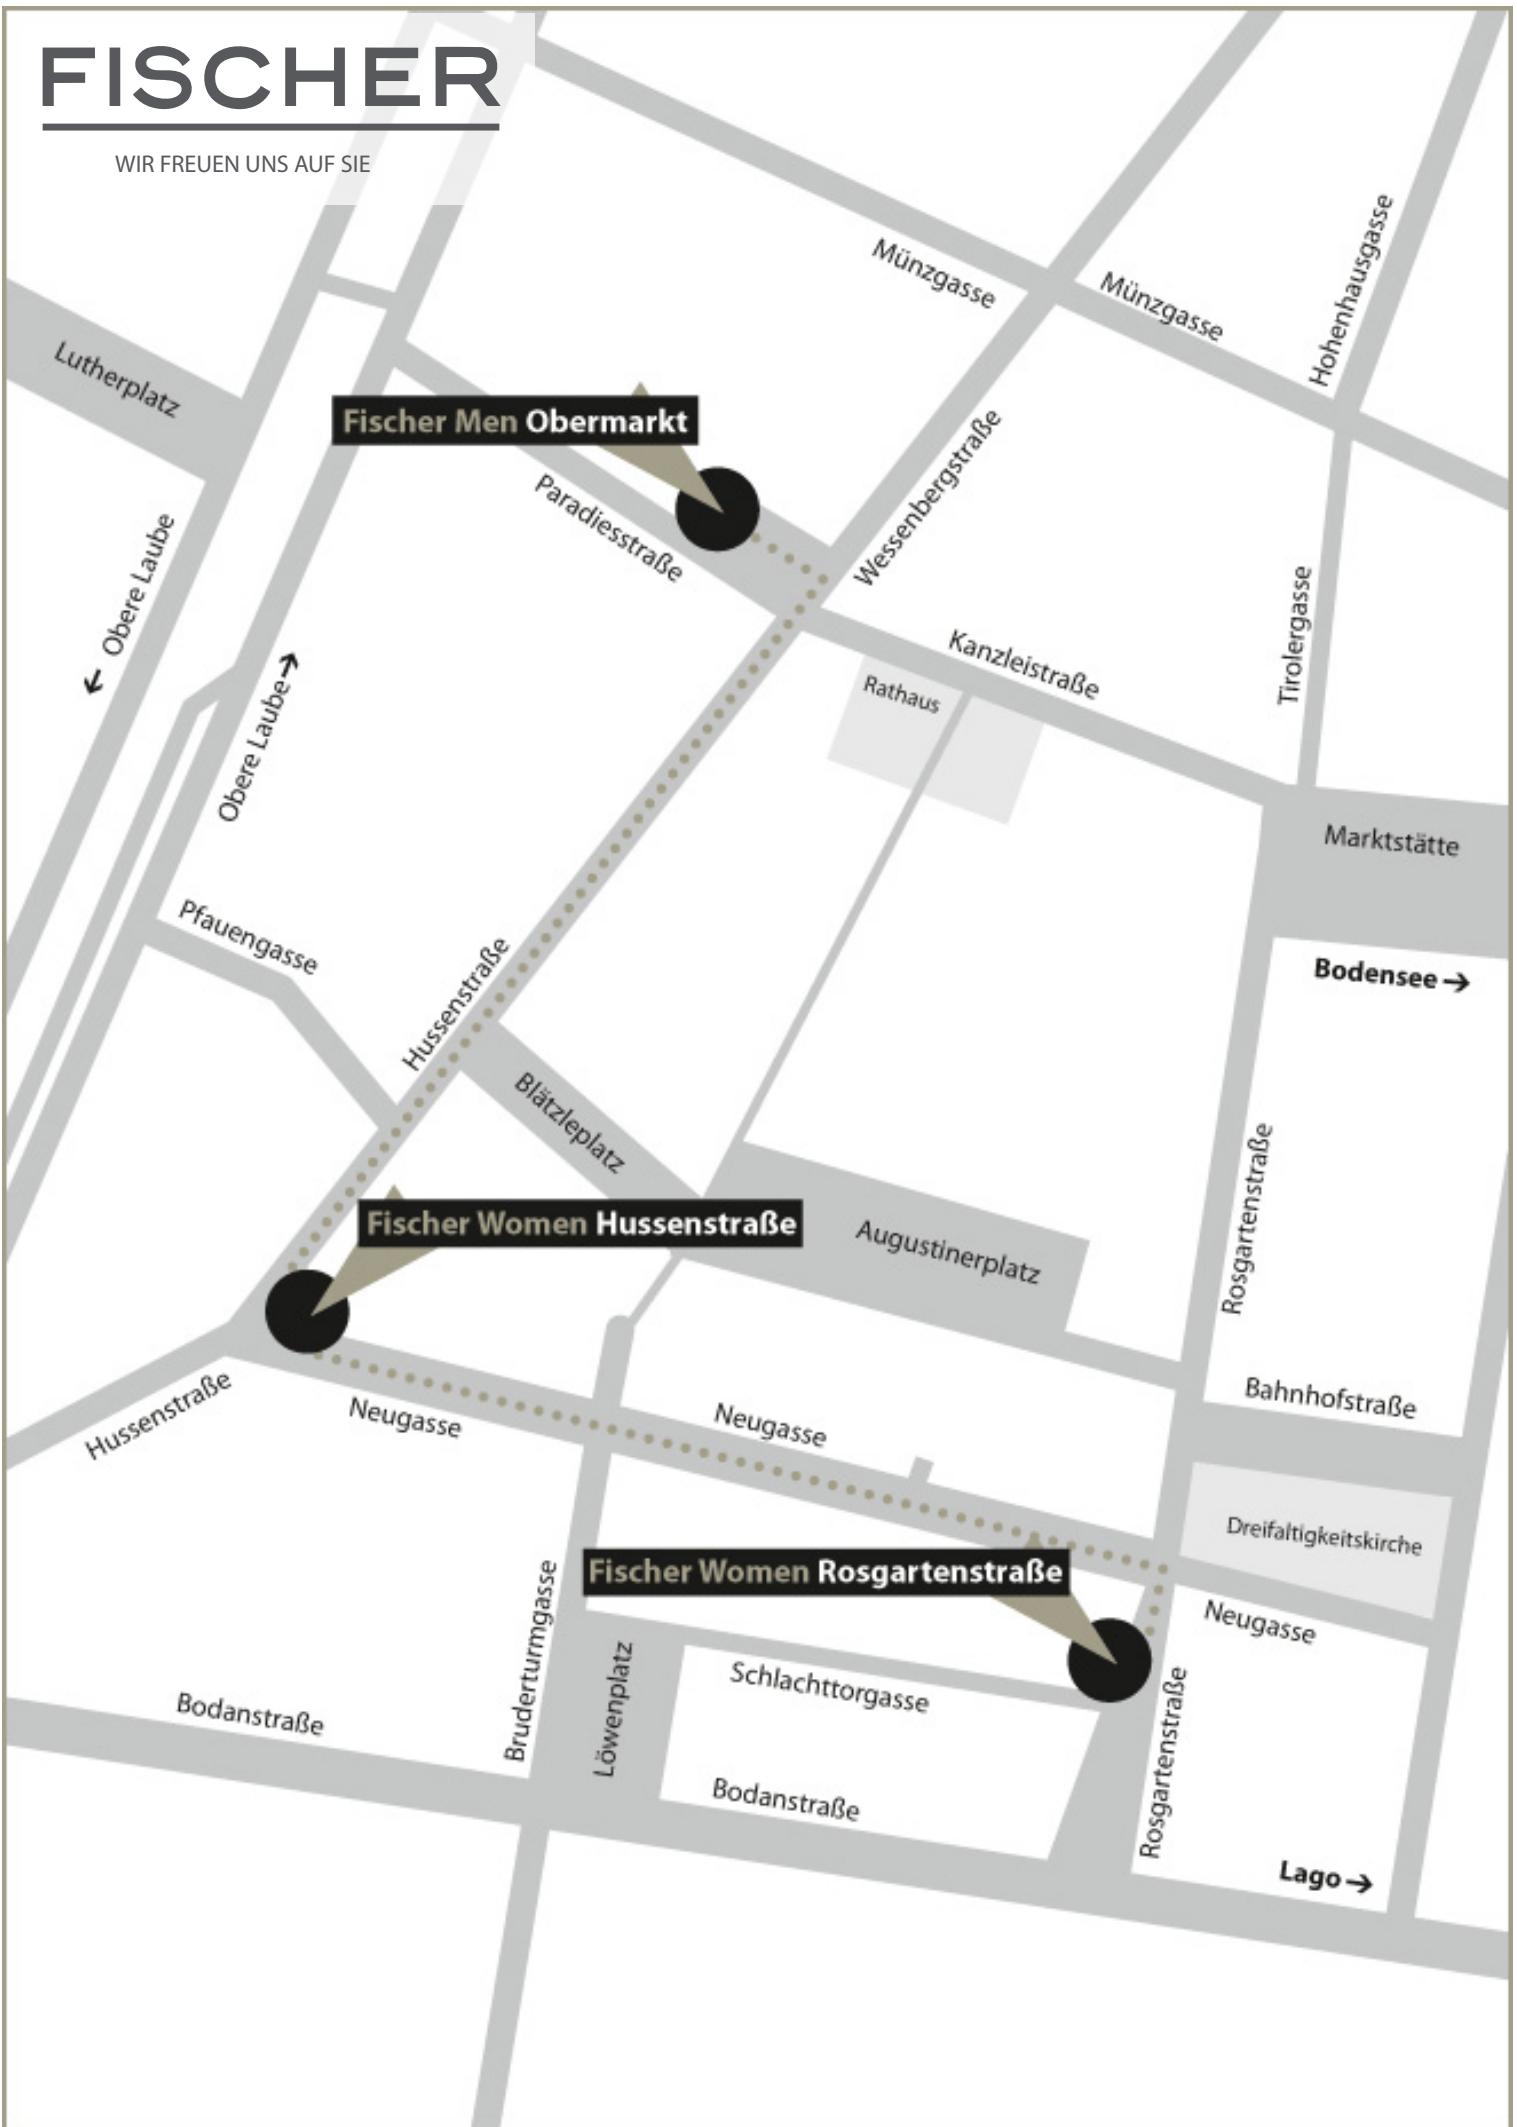 FISCHER
WIR FREUEN UNS AUF SIE
Münzgasse
Münzgasse
Hohenhausgasse
Lutherplatz
Fischer Men Obermarkt
Wessenbergstraße
Paradiesstraße
← Obere Laube
Kanzleistraße
Tirolergasse
Rathaus
Obere Laube →
Marktstätte
Pfauengasse
Bodensee →
Hussenstraße
Blätzleplatz
Rosgartenstraße
Fischer Women Hussenstraße
Augustinerplatz
Hussenstraße
Neugasse
Neugasse
Bahnhofstraße
Dreifaltigkeitskirche
Fischer Women Rosgartenstraße
Neugasse
Bruderturmgasse
Löwenplatz
Schlachttorgasse
Rosgartenstraße
Bodanstraße
Bodanstraße
Lago →